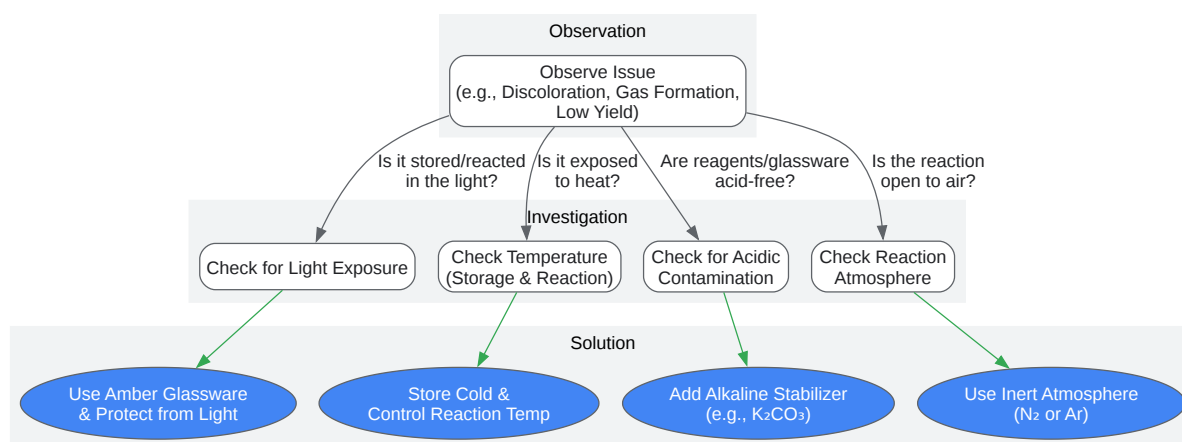 Observation
Observe Issue
(e.g., Discoloration, Gas Formation,
Low Yield)
Is it stored/reacted
in the light?
Is it exposed
to heat?
Are reagents/glassware
acid-free?
Is the reaction
open to air?
Investigation
Check for Light Exposure
Check Temperature
(Storage & Reaction)
Check for Acidic
Contamination
Check Reaction
Atmosphere
Solution
Use Amber Glassware
& Protect from Light
Store Cold &
Control Reaction Temp
Add Alkaline Stabilizer
(e.g., K₂CO₃)
Use Inert Atmosphere
(N₂ or Ar)